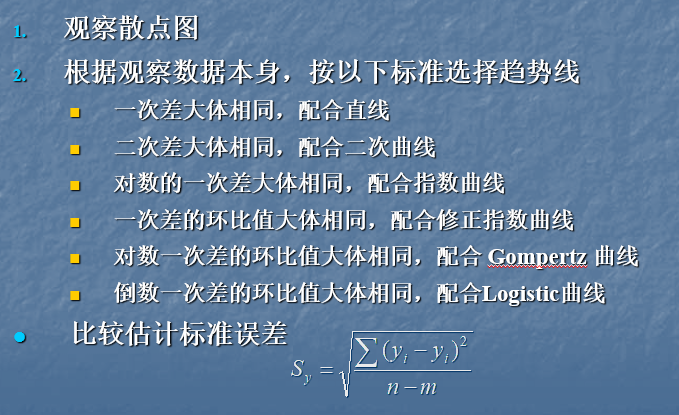 1. 观察散点图
2. 根据观察数据本身，按以下标准选择趋势线
■ 一次差大体相同，配合直线
■ 二次差大体相同，配合二次曲线
■ 对数的一次差大体相同，配合指数曲线
■ 一次差的环比值大体相同，配合修正指数曲线
■ 对数一次差的环比值大体相同，配合 Gompertz 曲线
■ 倒数一次差的环比值大体相同，配合Logistic曲线
● 比较估计标准误差
S_y = √(∑(y_i − y_i)² / (n − m))